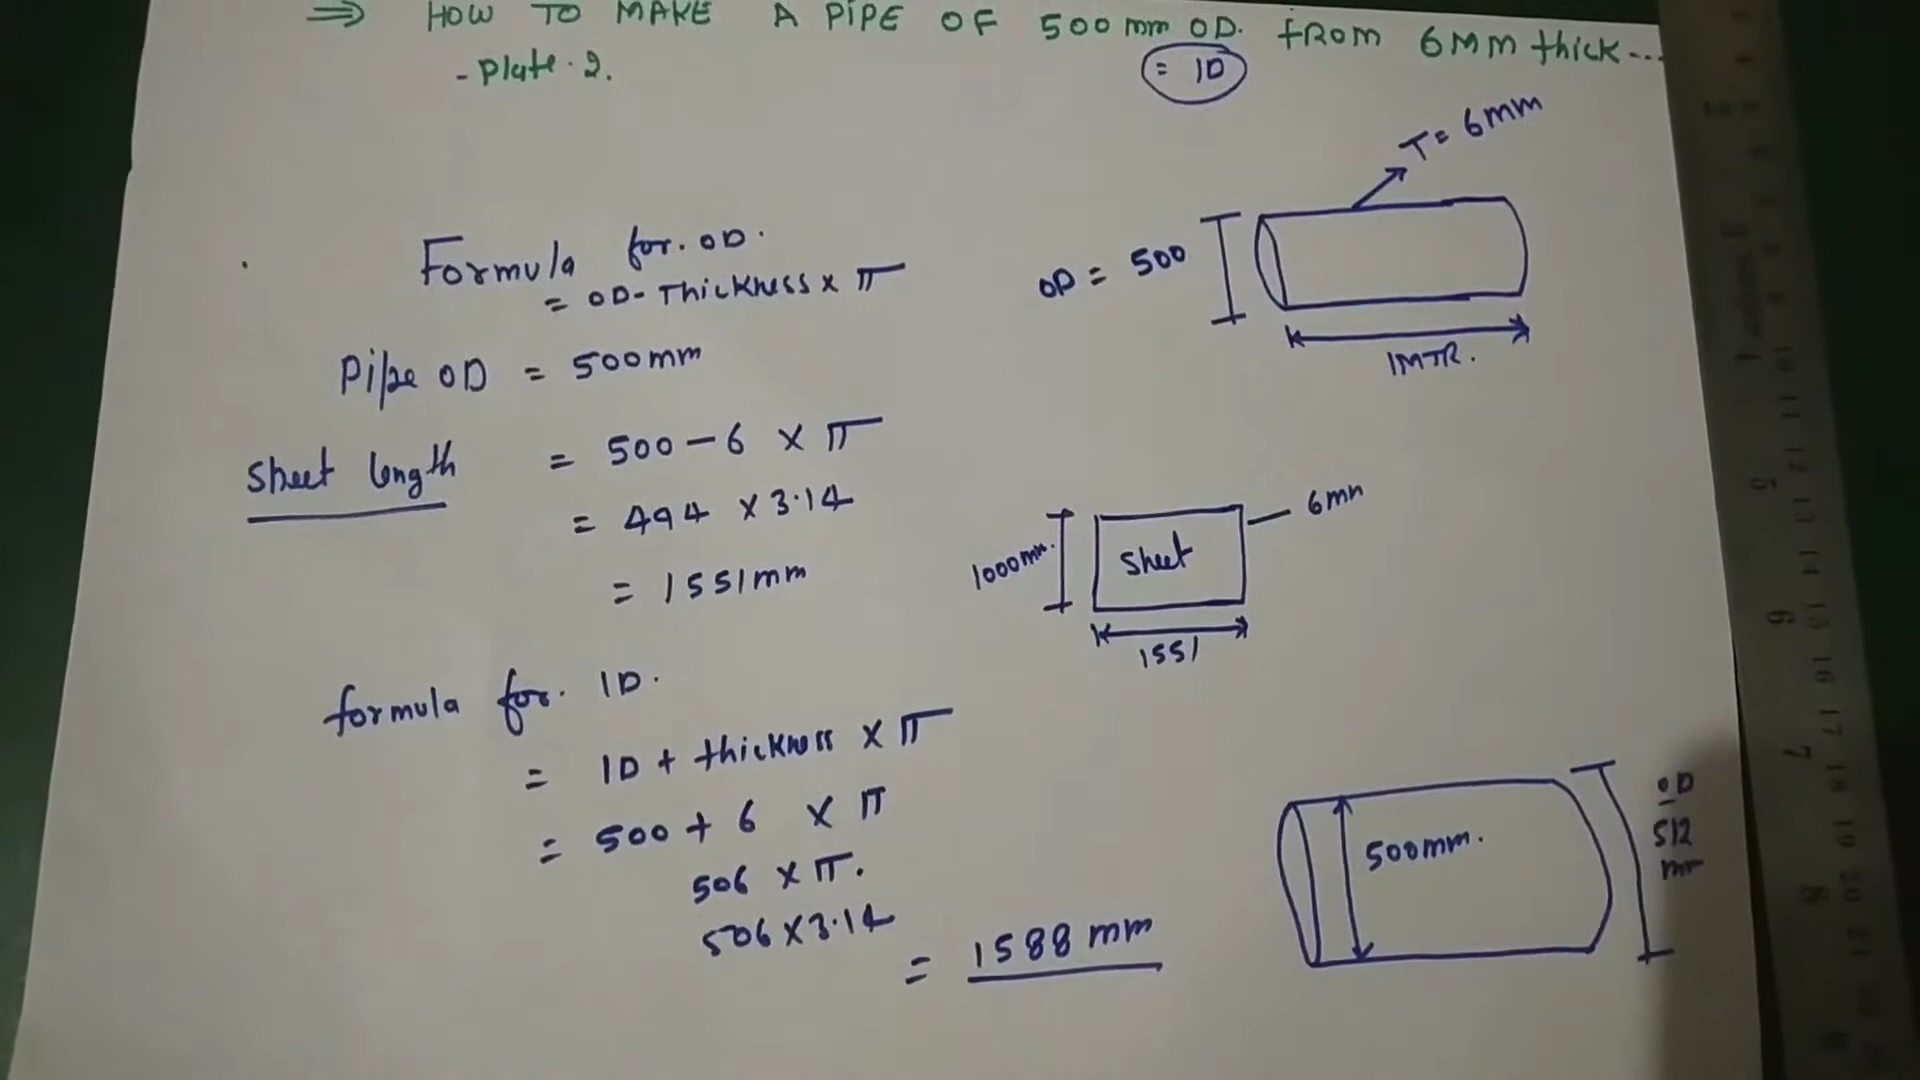 ⇒ HOW TO MAKE A PIPE OF 500 mm OD. FROM 6MM thick...
- Plate. 2.
= ID
T= 6mm
Formula for. OD.
= OD- Thickness x π
OD = 500
1MTR.
Pipe OD = 500mm
Sheet length = 500 - 6 x π
= 494 x 3.14
= 1551mm
6mm
1000mm.
Sheet
1551
formula for. ID.
= ID + thickness x π
= 500 + 6 x π
506 x π.
506 x 3.14
= 1588 mm
500mm.
OD
512
mm